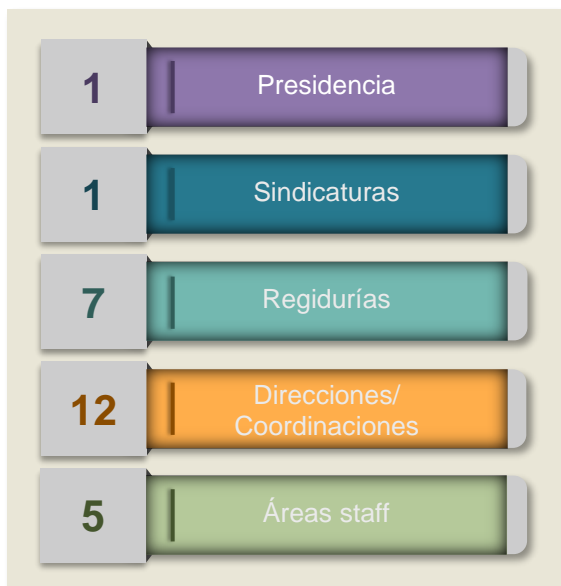 1
Presidencia
1
Sindicaturas
7
Regidurías
12
Direcciones/
Coordinaciones
5
Áreas staff